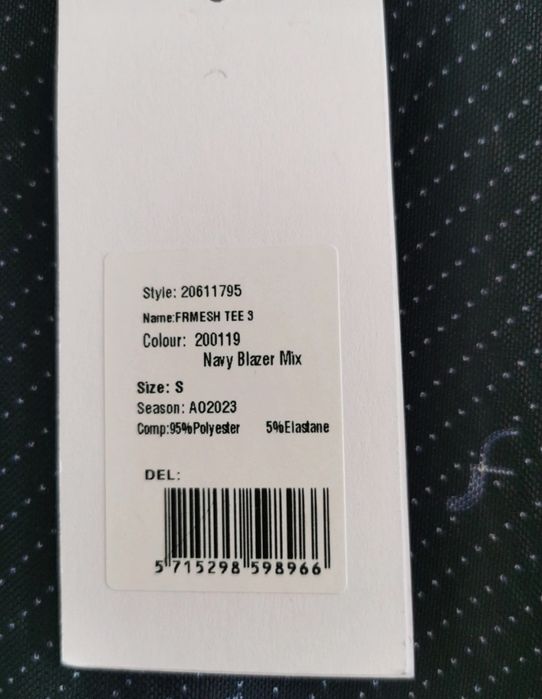 Style: 20611795
Name:FRMESH TEE 3
Colour: 200119
Navy Blazer Mix
Size: S
Season: AO2023
Comp:95%Polyester 5%Elastane
DEL:
5 715298 598966